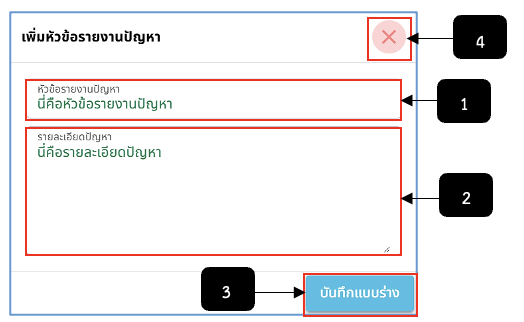 เพิ่มหัวข้อรายงานปัญหา
4
หัวข้อรายงานปัญหา
นี่คือหัวข้อรายงานปัญหา
1
รายละเอียดปัญหา
นี่คือรายละเอียดปัญหา
2
3
บันทึกแบบร่าง